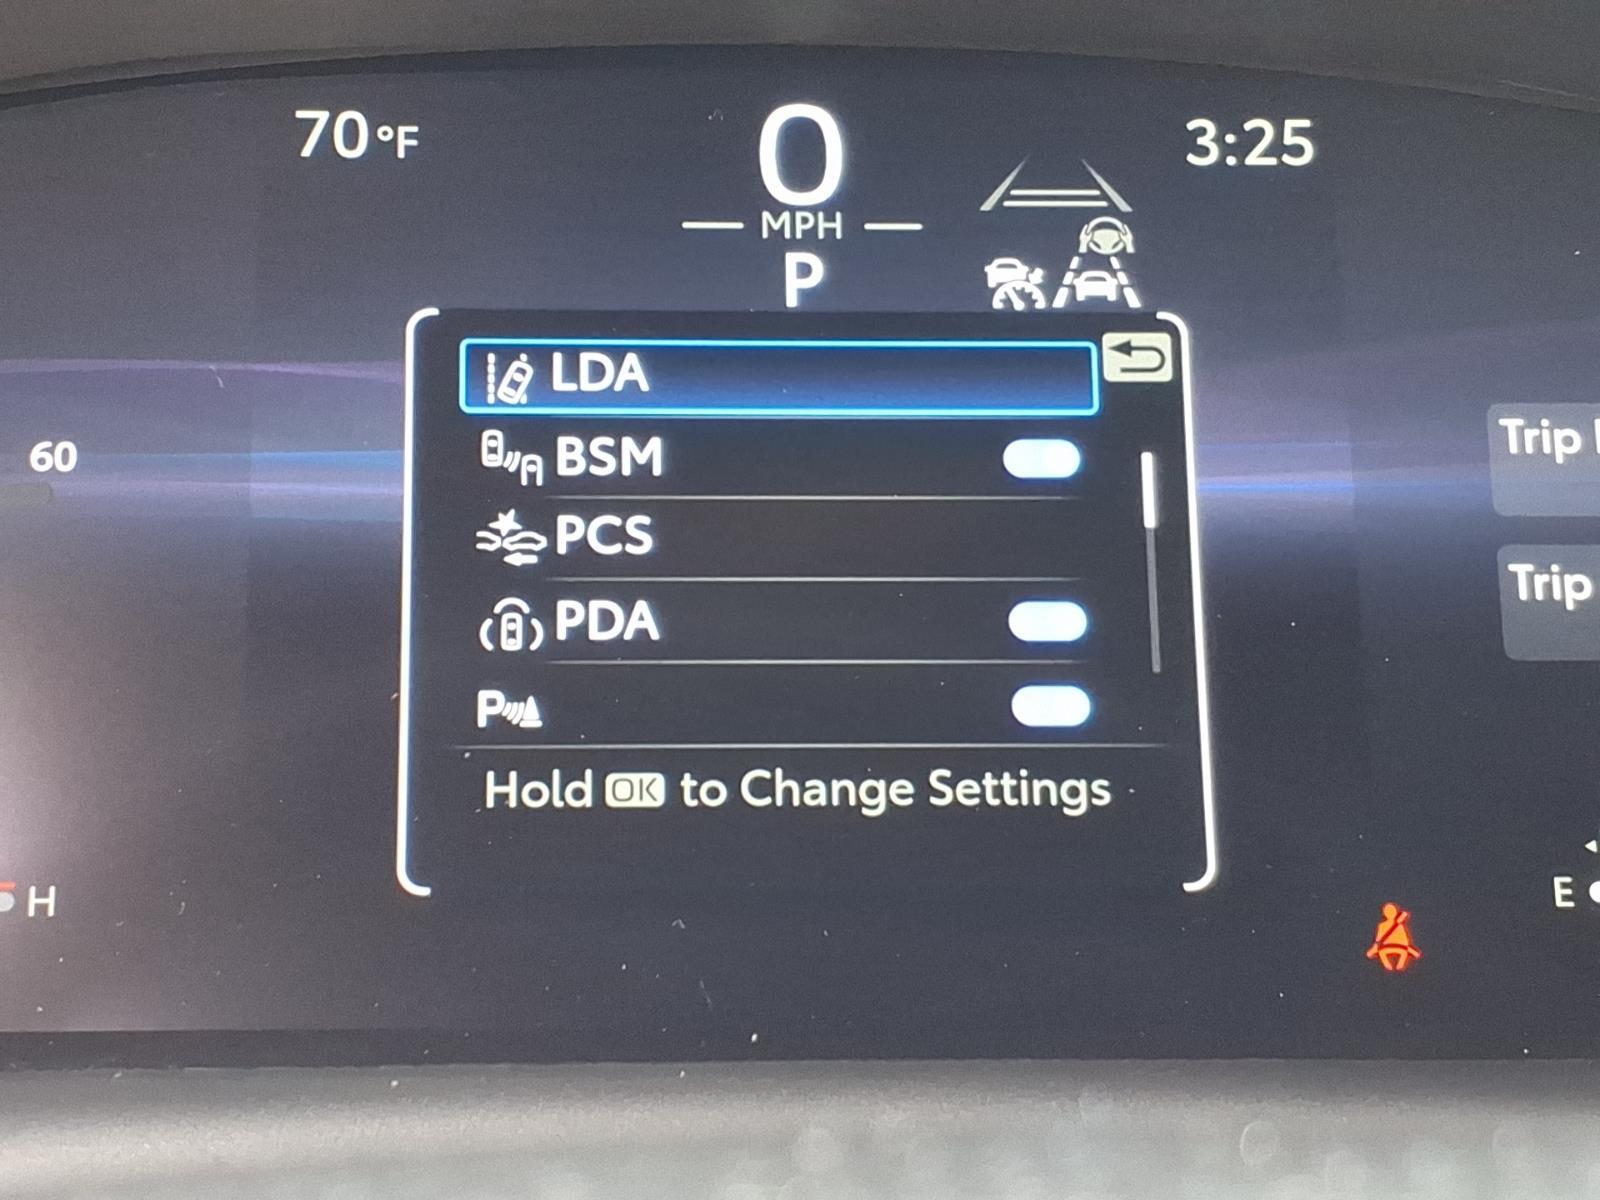 70°F
0
3:25
MPH
P
LDA
BSM
60
Trip
PCS
Trip
PDA
P
Hold OK to Change Settings
H
E